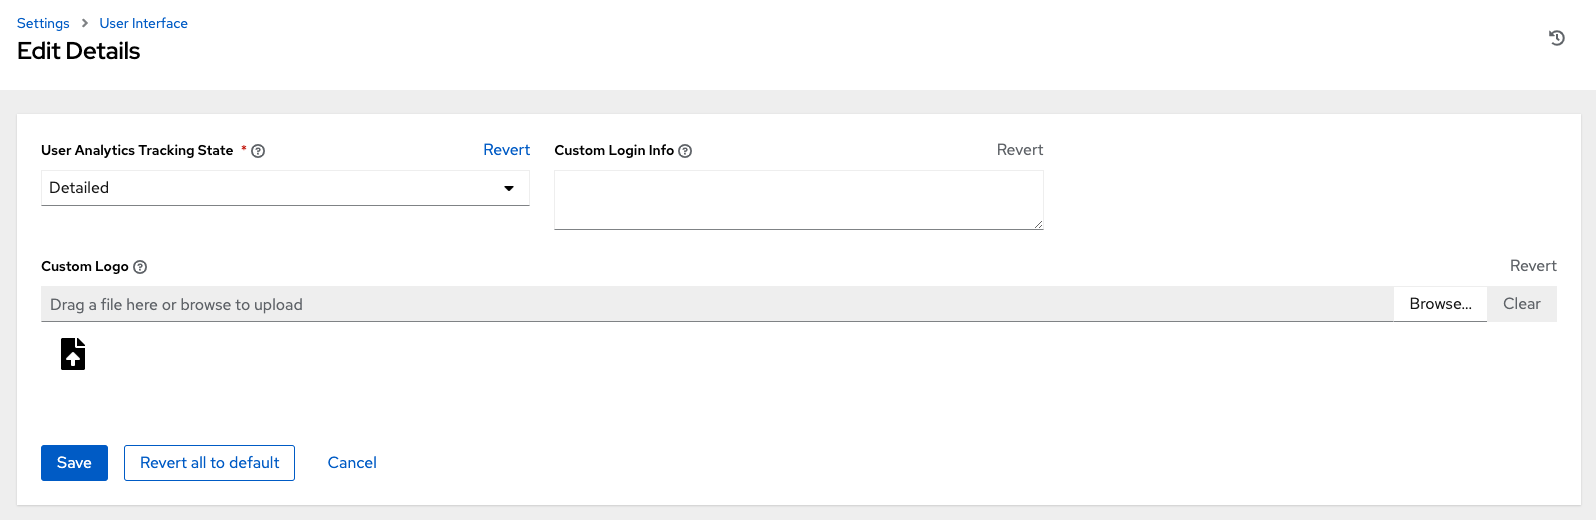 Settings > User Interface
Edit Details
User Analytics Tracking State * Revert
Custom Login Info Revert
Detailed
Custom Logo Revert
Drag a file here or browse to upload Browse... Clear
Save Revert all to default Cancel